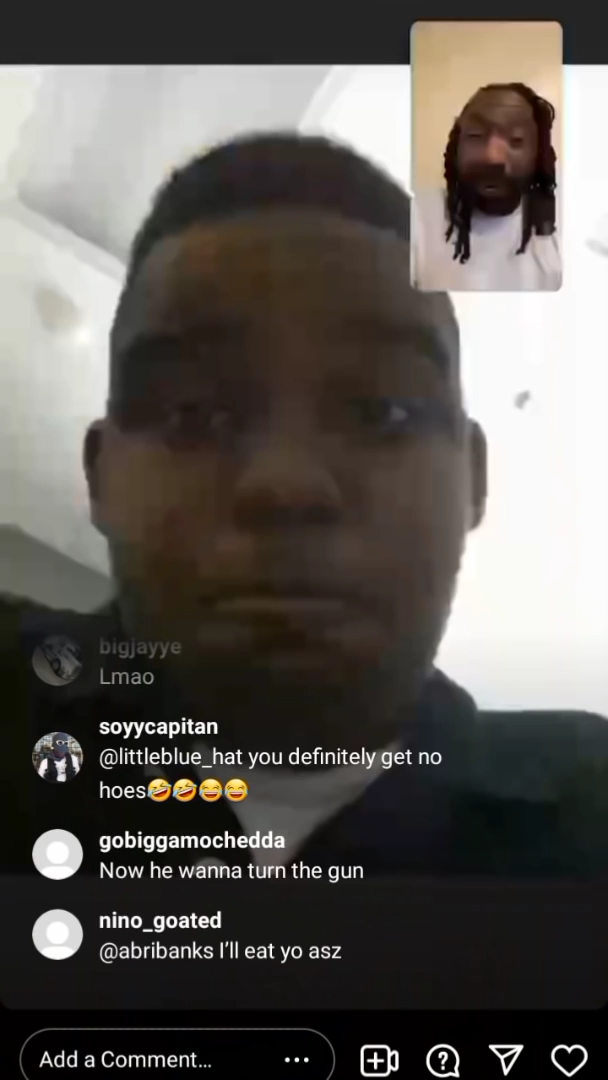 bigjayye
Lmao
soyycapitan
@littleblue_hat you definitely get no
hoes🤣🤣😂😂
gobiggamochedda
Now he wanna turn the gun
nino_goated
@abribanks I’ll eat yo asz
Add a Comment...